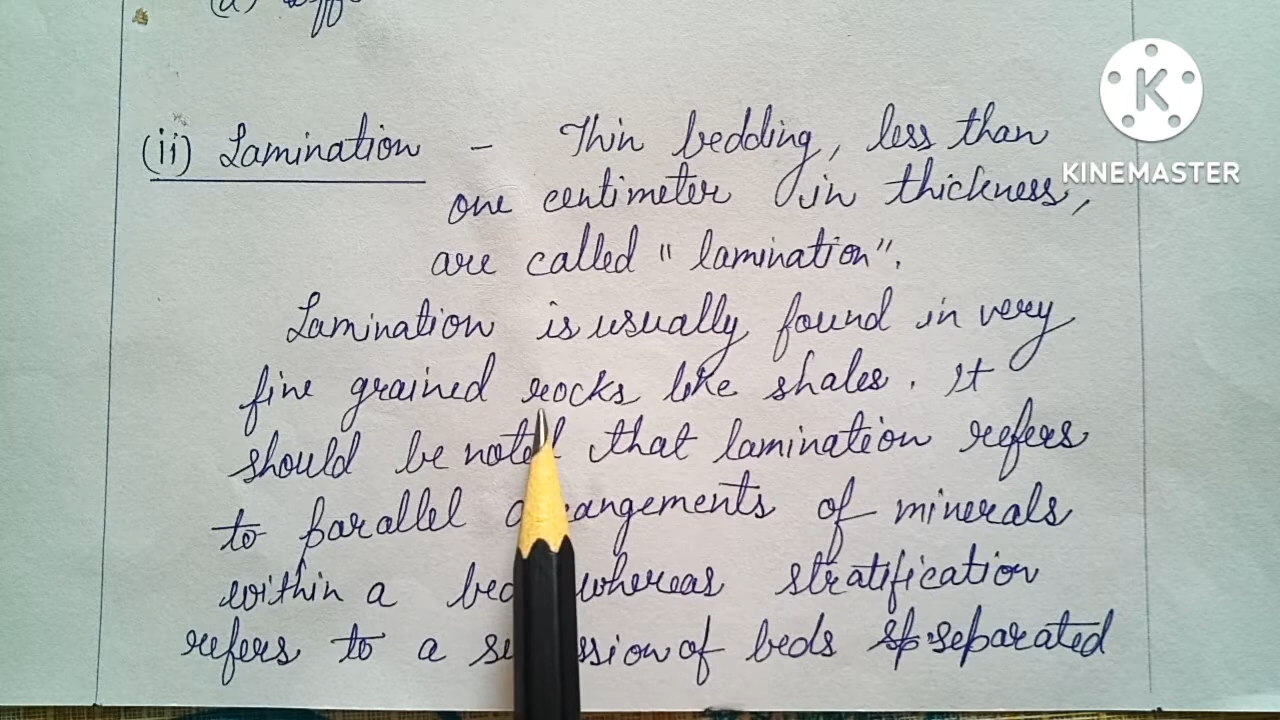 (ii) Lamination - Thin bedding, less than
one centimeter in thickness,
are called "lamination".
Lamination is usually found in very
fine grained rocks like shales. It
should be noted that lamination refers
to parallel arrangements of minerals
within a bed whereas stratification
refers to a of beds sp separated
K
KINEMASTER